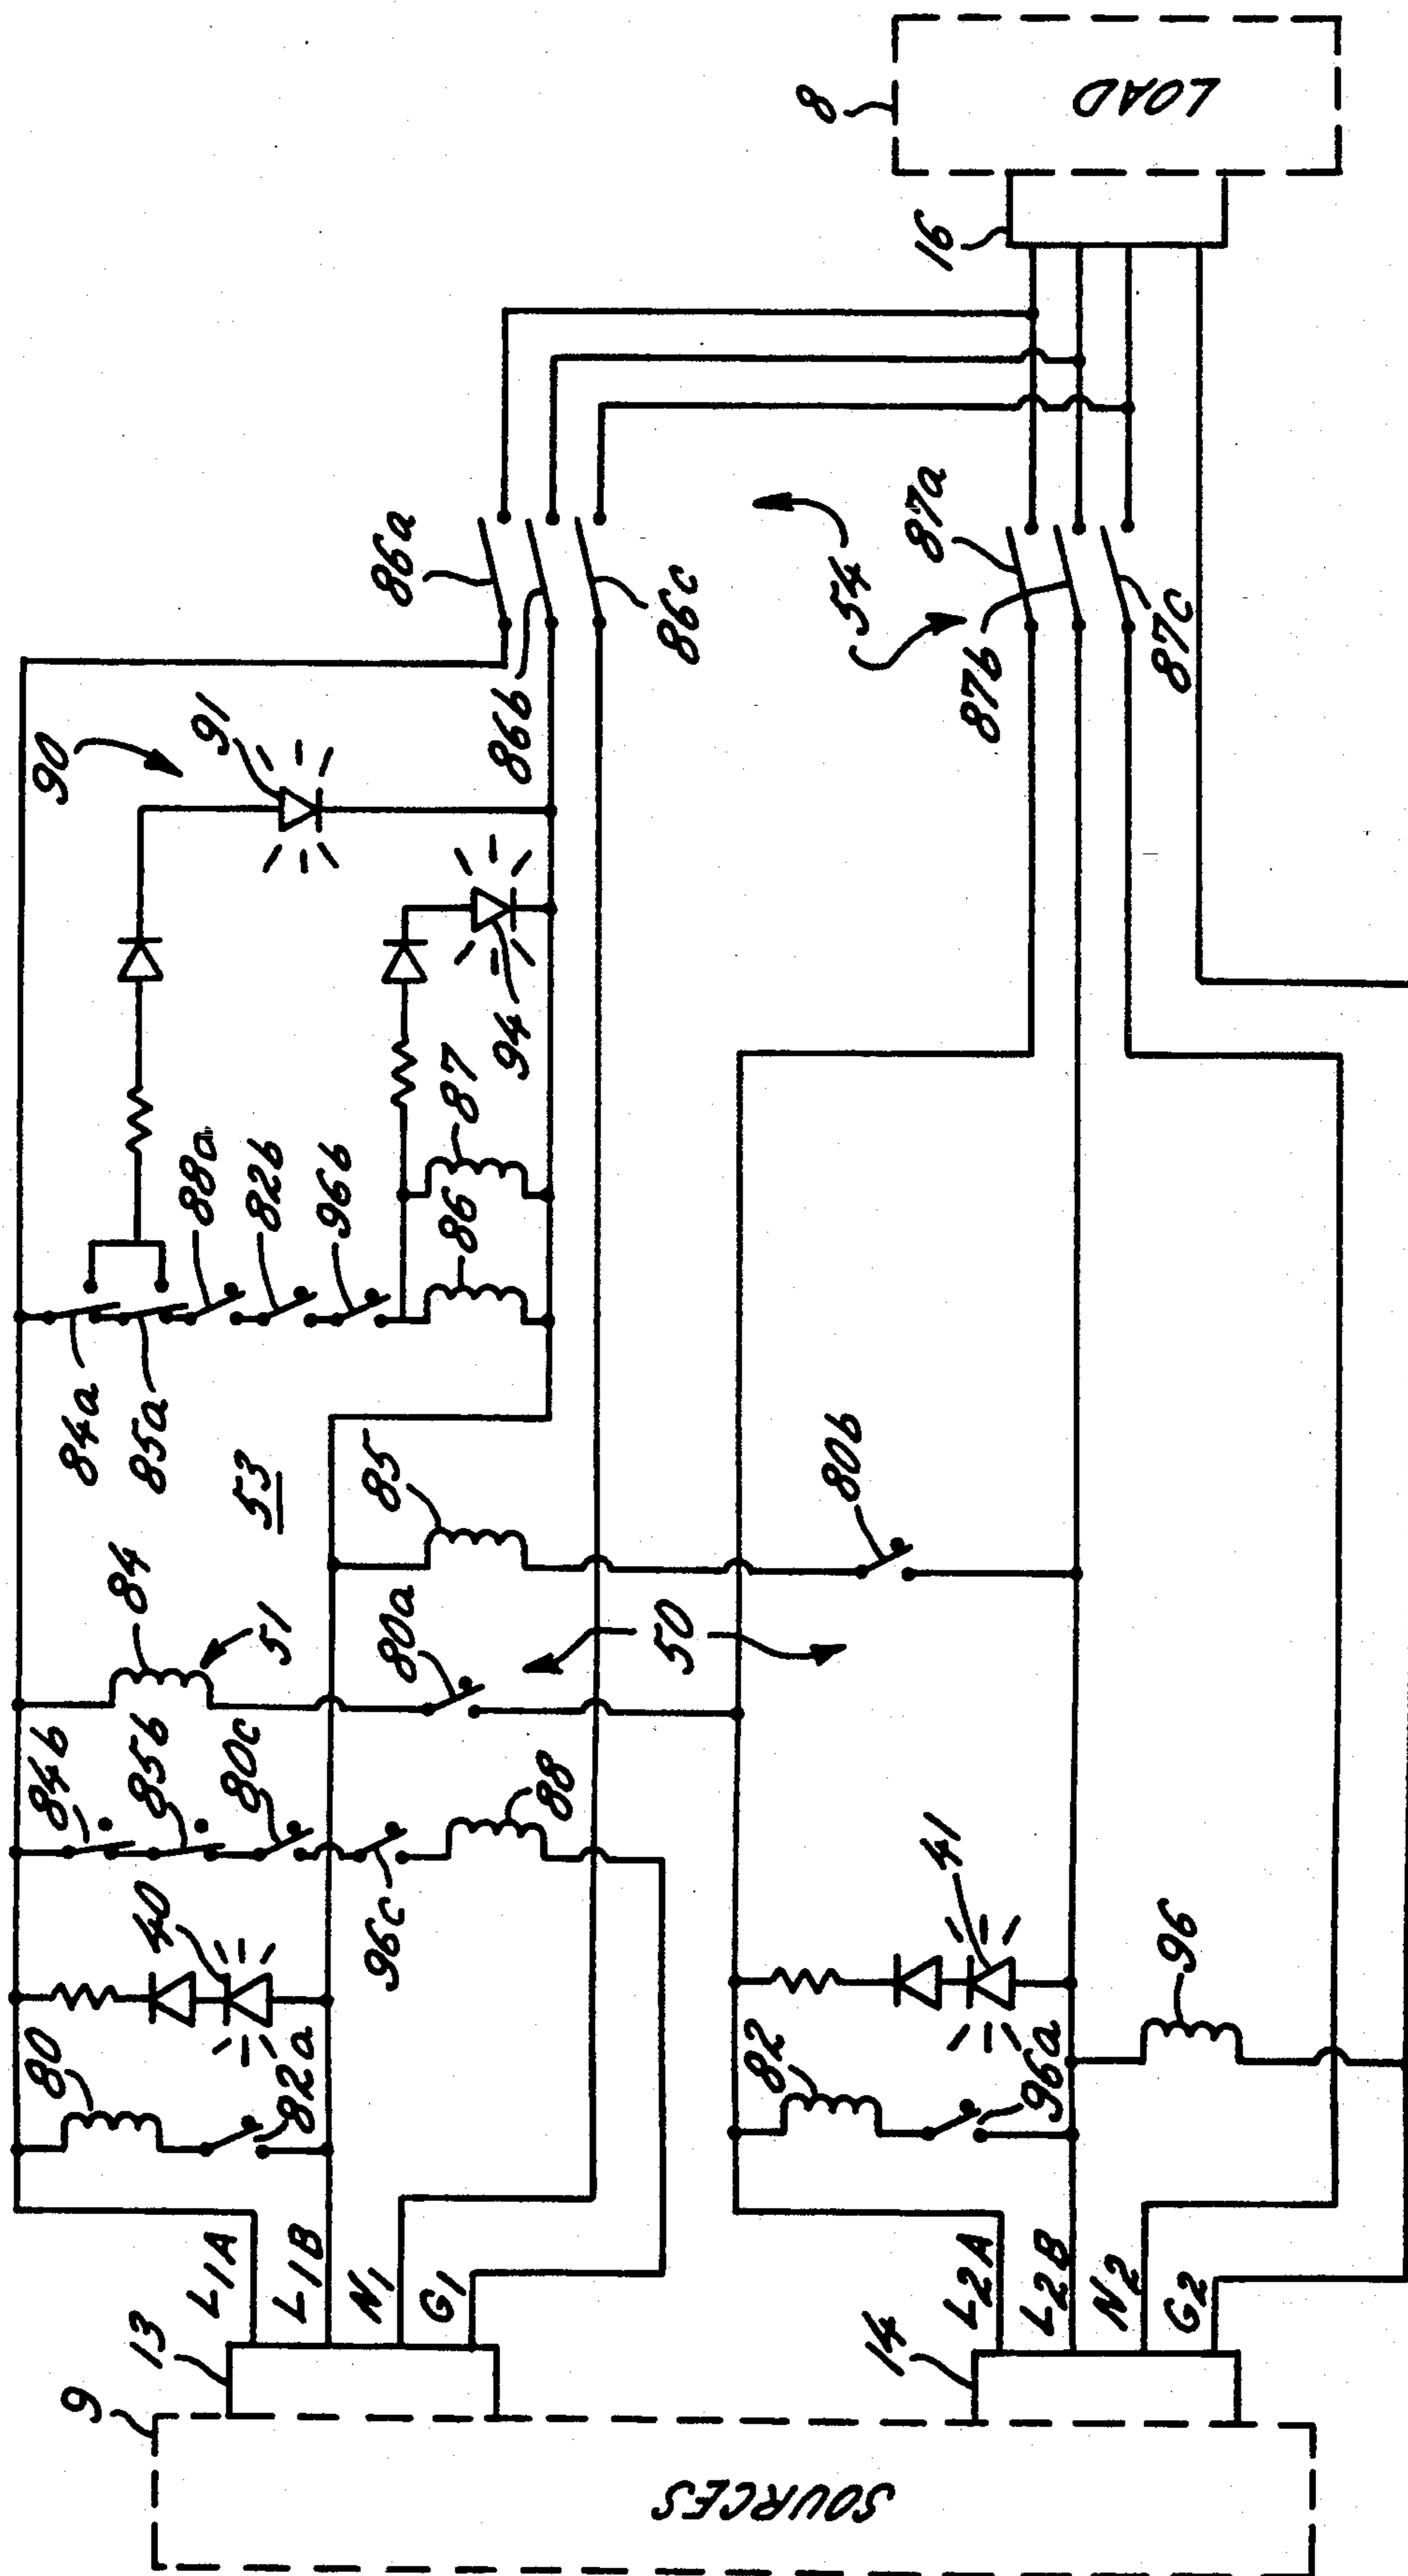 9
SOURCES
13
L1A
L1B
N1
G1
14
L2A
L2B
N2
G2
80
82a
40
84b
85b
80c
96c
88
84
51
80a
50
53
85
80b
82
96a
41
96
84a
85a
88a
82b
96b
86
87
94
90
91
86a
86b
86c
54
87a
87b
87c
16
8
LOAD